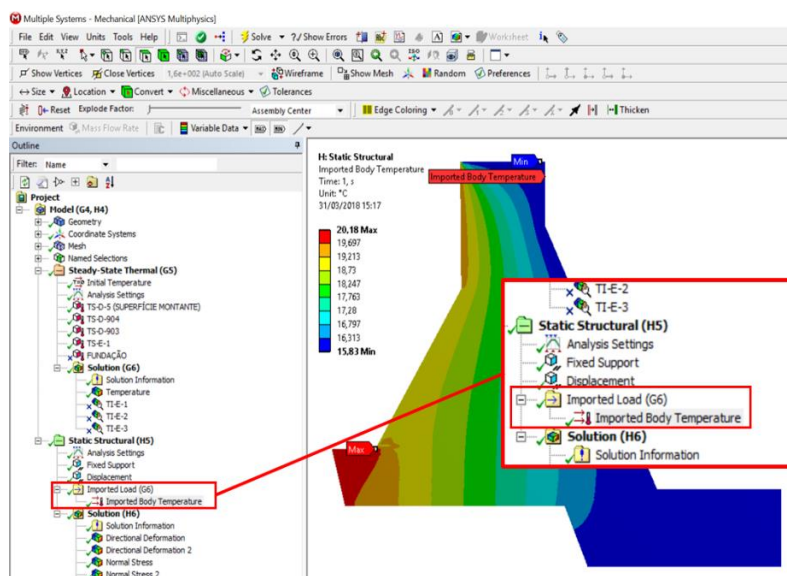 Multiple Systems - Mechanical [ANSYS Multiphysics]
File Edit View Units Tools Help Solve ?/ Show Errors Worksheet
Show Vertices Close Vertices 1,6e+002 (Auto Scale) Wireframe Show Mesh Random Preferences
Size Location Convert Miscellaneous Tolerances
Reset Explode Factor: Assembly Center Edge Coloring Thicken
Environment Mass Flow Rate Variable Data
Outline
Filter: Name
Project
Model (G4, H4)
Geometry
Coordinate Systems
Mesh
Named Selections
Steady-State Thermal (G5)
Initial Temperature
Analysis Settings
TS-D-5 (SUPERFÍCIE MONTANTE)
TS-D-904
TS-D-903
TS-E-1
FUNDAÇÃO
Solution (G6)
Solution Information
Temperature
TI-E-1
TI-E-2
TI-E-3
Static Structural (H5)
Analysis Settings
Fixed Support
Displacement
Imported Load (G6)
Imported Body Temperature
Solution (H6)
Solution Information
Directional Deformation
Directional Deformation 2
Normal Stress
Normal Stress 2
H: Static Structural
Imported Body Temperature
Time: 1, s
Unit: °C
31/03/2018 15:17
20,18 Max
19,697
19,213
18,73
18,247
17,763
17,28
16,797
16,313
15,83 Min
Min
Imported Body Temperature
Max
TI-E-2
TI-E-3
Static Structural (H5)
Analysis Settings
Fixed Support
Displacement
Imported Load (G6)
Imported Body Temperature
Solution (H6)
Solution Information